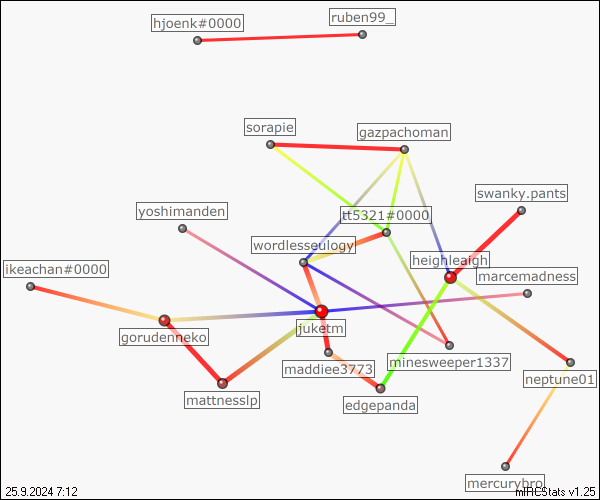 ruben99_
hjoenk#0000
sorapie
gazpachoman
swanky.pants
yoshimanden
tt5321#0000
wordlesseulogy
heighleaigh
ikeachan#0000
marcemadness
juketm
gorudenneko
minesweeper1337
maddiee3773
neptune01
mattnesslp
edgepanda
mercurybro
25.9.2024 7:12
mIRCStats v1.25